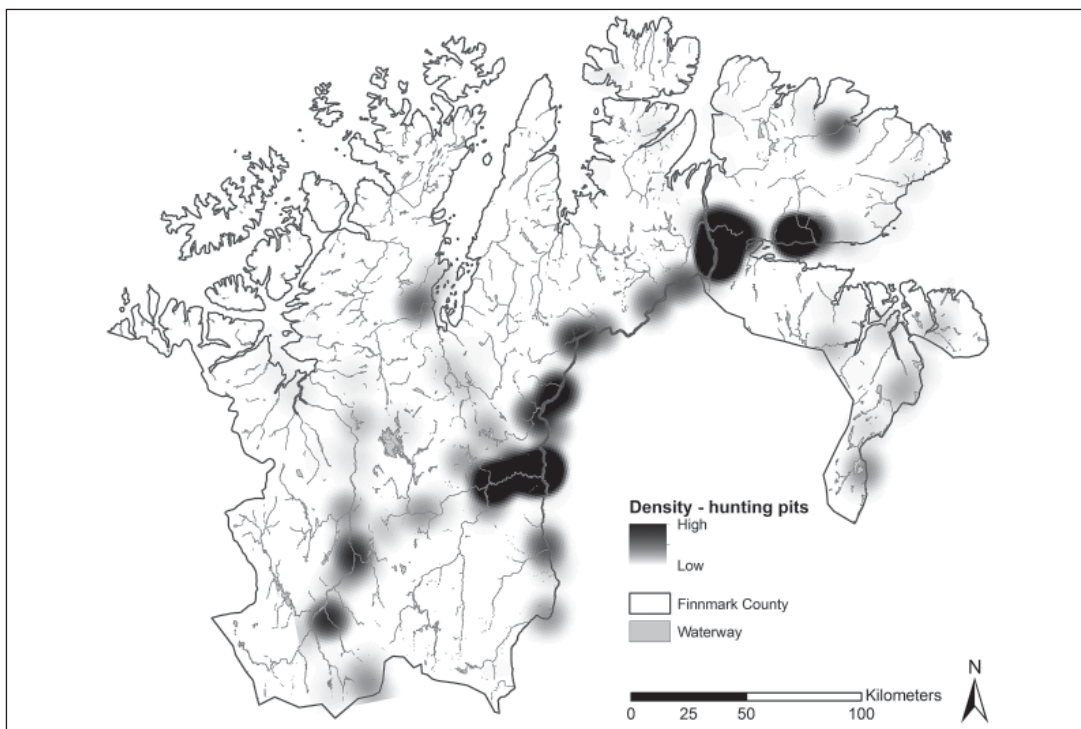 Density - hunting pits
High
Low
Finnmark County
Waterway
N
Kilometers
0 25 50 100